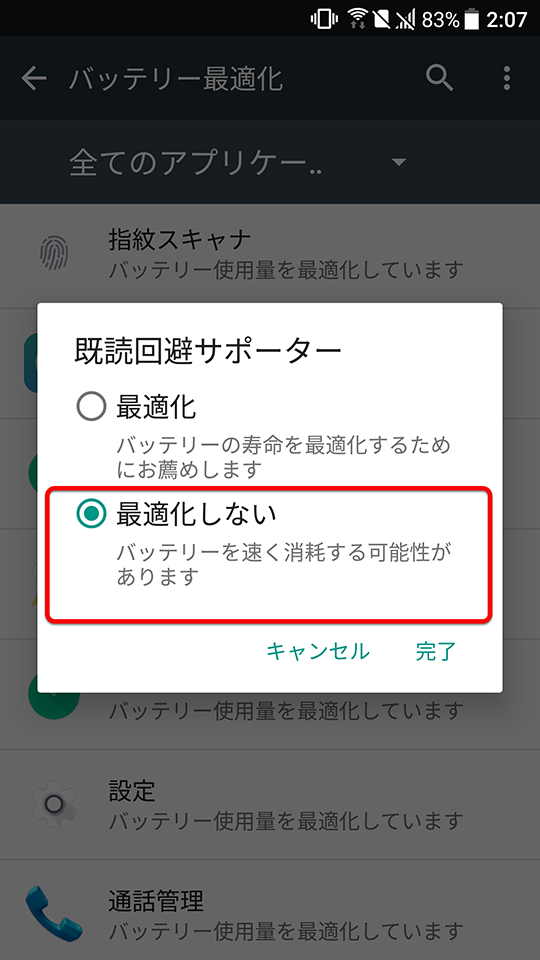 83% 2:07
バッテリー最適化
全てのアプリケー..
指紋スキャナ
バッテリー使用量を最適化しています
既読回避サポーター
最適化
バッテリーの寿命を最適化するため
にお薦めします
最適化しない
バッテリーを速く消耗する可能性が
あります
キャンセル 完了
バッテリー使用量を最適化しています
設定
バッテリー使用量を最適化しています
通話管理
バッテリー使用量を最適化しています